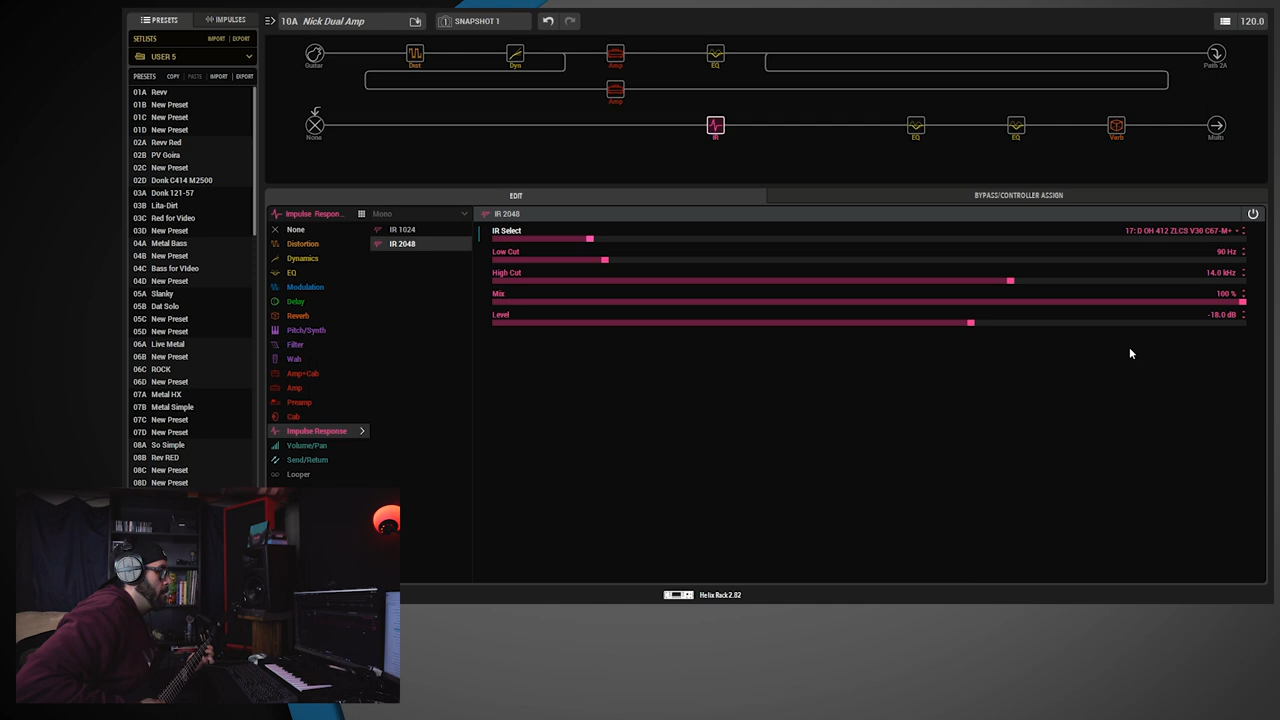 PRESETS
IMPULSES
10A Nick Dual Amp
SNAPSHOT 1
120.0
SETLISTS IMPORT EXPORT
USER 5
PRESETS COPY PASTE IMPORT EXPORT
01A Revv
01B New Preset
01C New Preset
01D New Preset
02A Revv Red
02B PV Goira
02C New Preset
02D Donk C414 M2500
03A Donk 121-57
03B Lita-Dirt
03C Red for Video
03D New Preset
04A Metal Bass
04B New Preset
04C Bass for Video
04D New Preset
05A Slanky
05B Dat Solo
05C New Preset
05D New Preset
06A Live Metal
06B New Preset
06C ROCK
06D New Preset
07A Metal HX
07B Metal Simple
07C New Preset
07D New Preset
08A So Simple
08B Rev RED
08C New Preset
08D New Preset
Guitar
Dist
Dyn
Amp
EQ
Path 2A
Amp
None
IR
EQ
EQ
Verb
Multi
EDIT
BYPASS/CONTROLLER ASSIGN
Impulse Respon...
Mono
IR 2048
None
Distortion
Dynamics
EQ
Modulation
Delay
Reverb
Pitch/Synth
Filter
Wah
Amp+Cab
Amp
Preamp
Cab
Impulse Response
Volume/Pan
Send/Return
Looper
IR 1024
IR 2048
IR Select 17: D OH 412 ZLCS V30 C67-M+
Low Cut 90 Hz
High Cut 14.0 kHz
Mix 100 %
Level -18.0 dB
Helix Rack 2.82